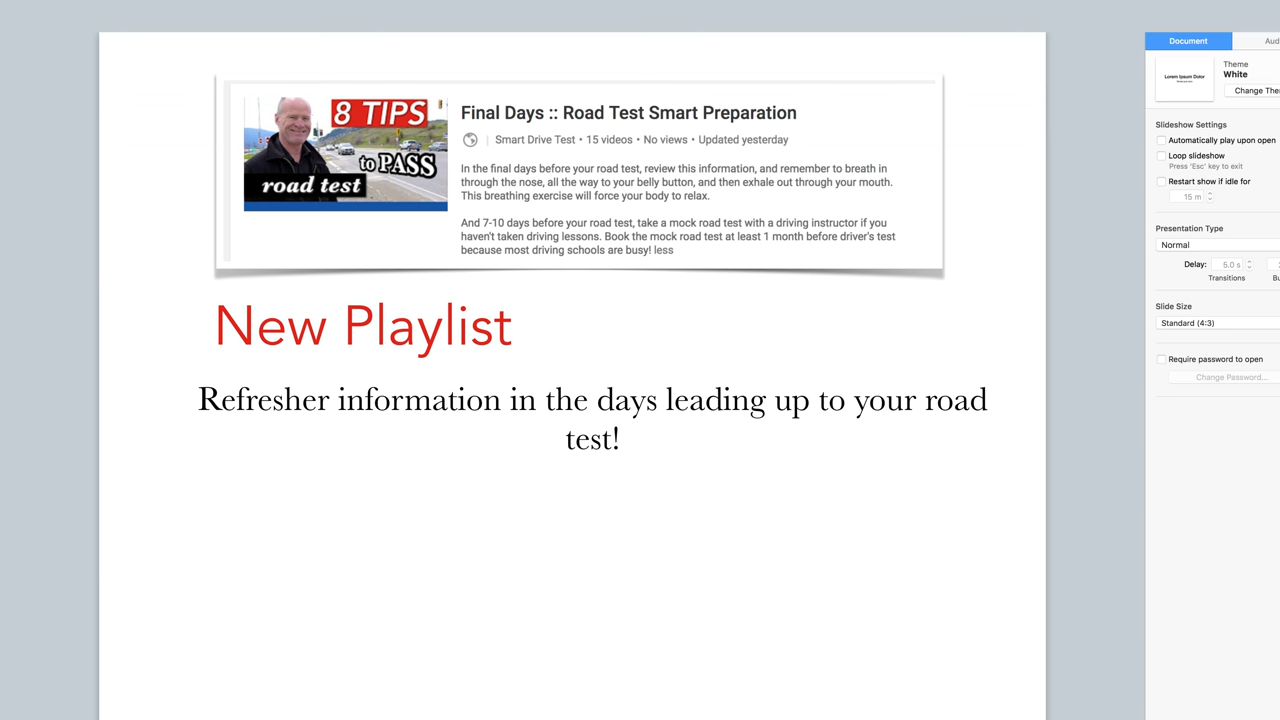 8 TIPS
to PASS
road test
Final Days :: Road Test Smart Preparation
Smart Drive Test • 15 videos • No views • Updated yesterday
In the final days before your road test, review this information, and remember to breath in
through the nose, all the way to your belly button, and then exhale out through your mouth.
This breathing exercise will force your body to relax.
And 7-10 days before your road test, take a mock road test with a driving instructor if you
haven't taken driving lessons. Book the mock road test at least 1 month before driver's test
because most driving schools are busy! less
New Playlist
Refresher information in the days leading up to your road
test!
Document
Aud
Lorem Ipsum Dolor
Theme
White
Change The
Slideshow Settings
Automatically play upon open
Loop slideshow
Press 'Esc' key to exit
Restart show if idle for
15 m
Presentation Type
Normal
Delay: 5.0 s
Transitions Bu
Slide Size
Standard (4:3)
Require password to open
Change Password...